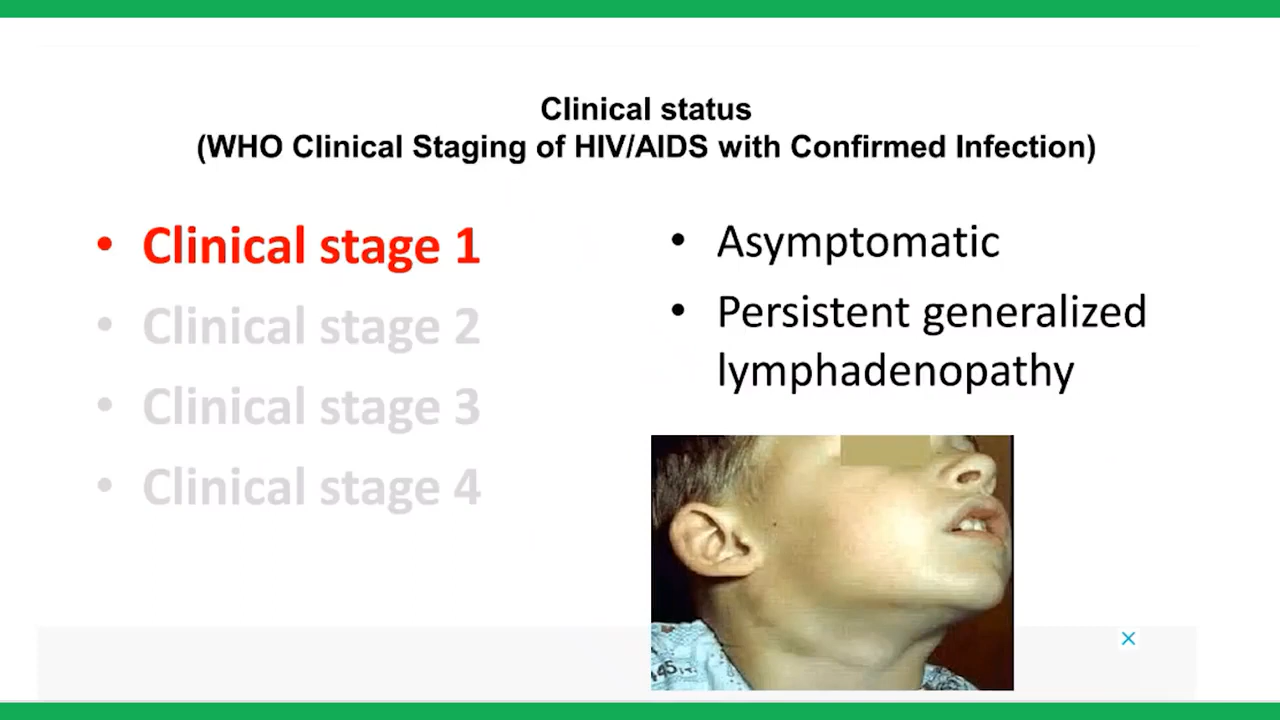 Clinical status
(WHO Clinical Staging of HIV/AIDS with Confirmed Infection)
• Clinical stage 1
• Clinical stage 2
• Clinical stage 3
• Clinical stage 4
• Asymptomatic
• Persistent generalized
lymphadenopathy